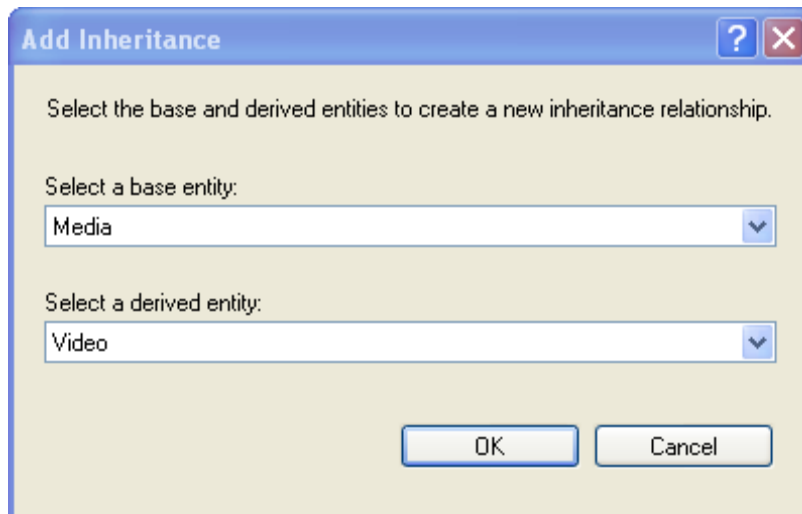 Add Inheritance
?
Select the base and derived entities to create a new inheritance relationship.
Select a base entity:
Media
Select a derived entity:
Video
OK Cancel